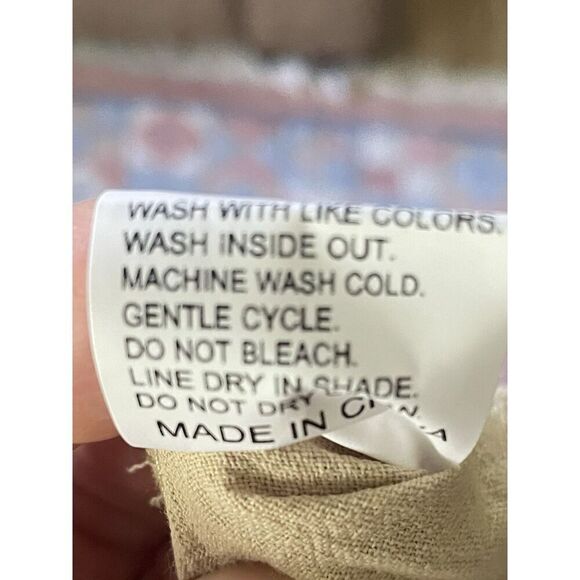 WASH WITH LIKE COLORS.
WASH INSIDE OUT.
MACHINE WASH COLD.
GENTLE CYCLE.
DO NOT BLEACH.
LINE DRY IN SHADE.
DO NOT DRY
MADE IN